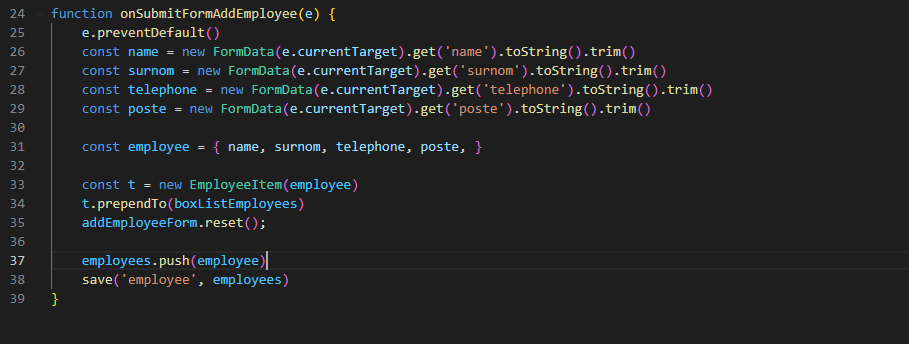 24 function onSubmitFormAddEmployee(e) {
25 e.preventDefault()
26 const name = new FormData(e.currentTarget).get('name').toString().trim()
27 const surnom = new FormData(e.currentTarget).get('surnom').toString().trim()
28 const telephone = new FormData(e.currentTarget).get('telephone').toString().trim()
29 const poste = new FormData(e.currentTarget).get('poste').toString().trim()
30
31 const employee = { name, surnom, telephone, poste, }
32
33 const t = new EmployeeItem(employee)
34 t.prependTo(boxListEmployees)
35 addEmployeeForm.reset();
36
37 employees.push(employee)
38 save('employee', employees)
39 }